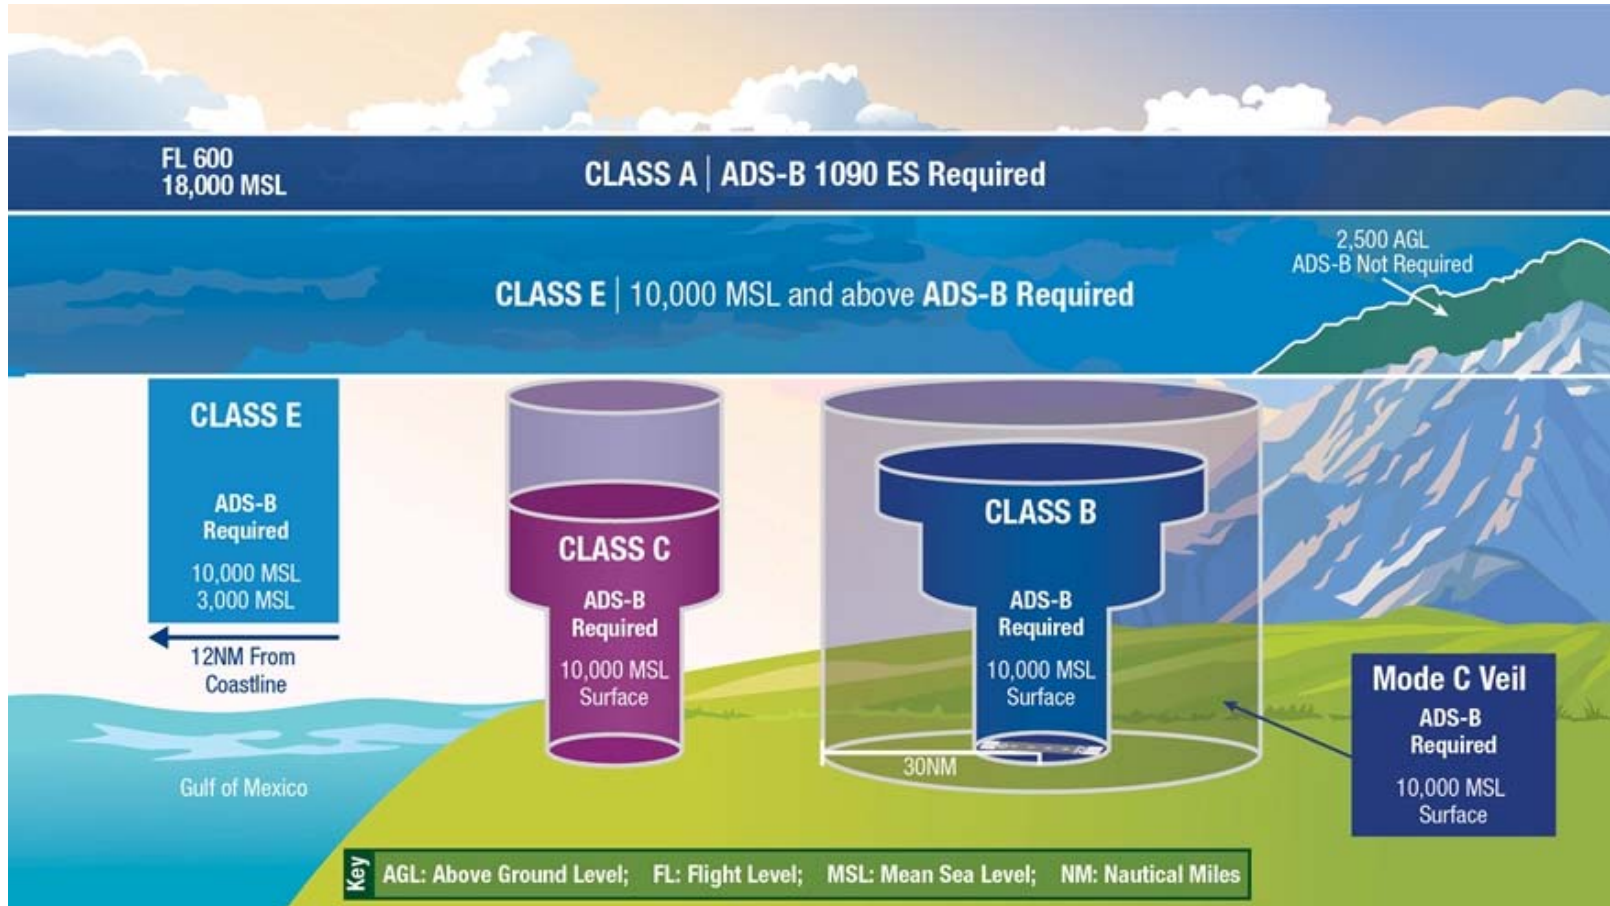 FL 600
18,000 MSL
CLASS A | ADS-B 1090 ES Required
2,500 AGL
ADS-B Not Required
CLASS E | 10,000 MSL and above ADS-B Required
CLASS E
ADS-B
Required
10,000 MSL
3,000 MSL
12NM From
Coastline
Gulf of Mexico
CLASS C
ADS-B
Required
10,000 MSL
Surface
CLASS B
ADS-B
Required
10,000 MSL
Surface
30NM
Mode C Veil
ADS-B
Required
10,000 MSL
Surface
Key
AGL: Above Ground Level; FL: Flight Level; MSL: Mean Sea Level; NM: Nautical Miles